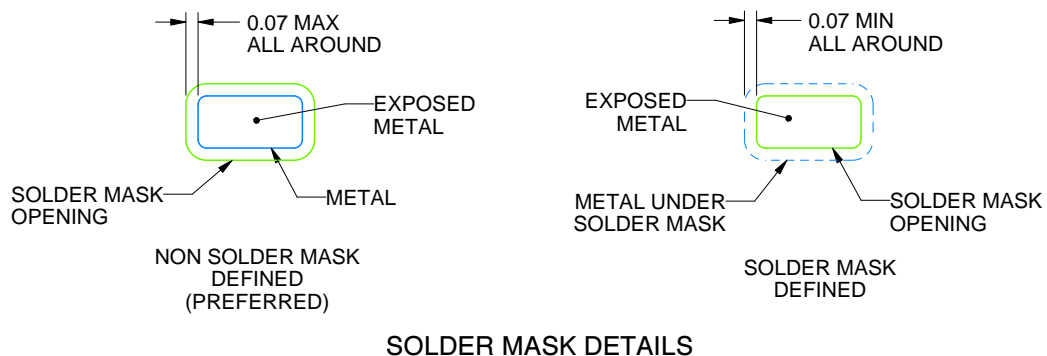 0.07 MAX
ALL AROUND
EXPOSED
METAL
METAL
SOLDER MASK
OPENING
NON SOLDER MASK
DEFINED
(PREFERRED)
0.07 MIN
ALL AROUND
EXPOSED
METAL
METAL UNDER
SOLDER MASK
SOLDER MASK
OPENING
SOLDER MASK
DEFINED
SOLDER MASK DETAILS